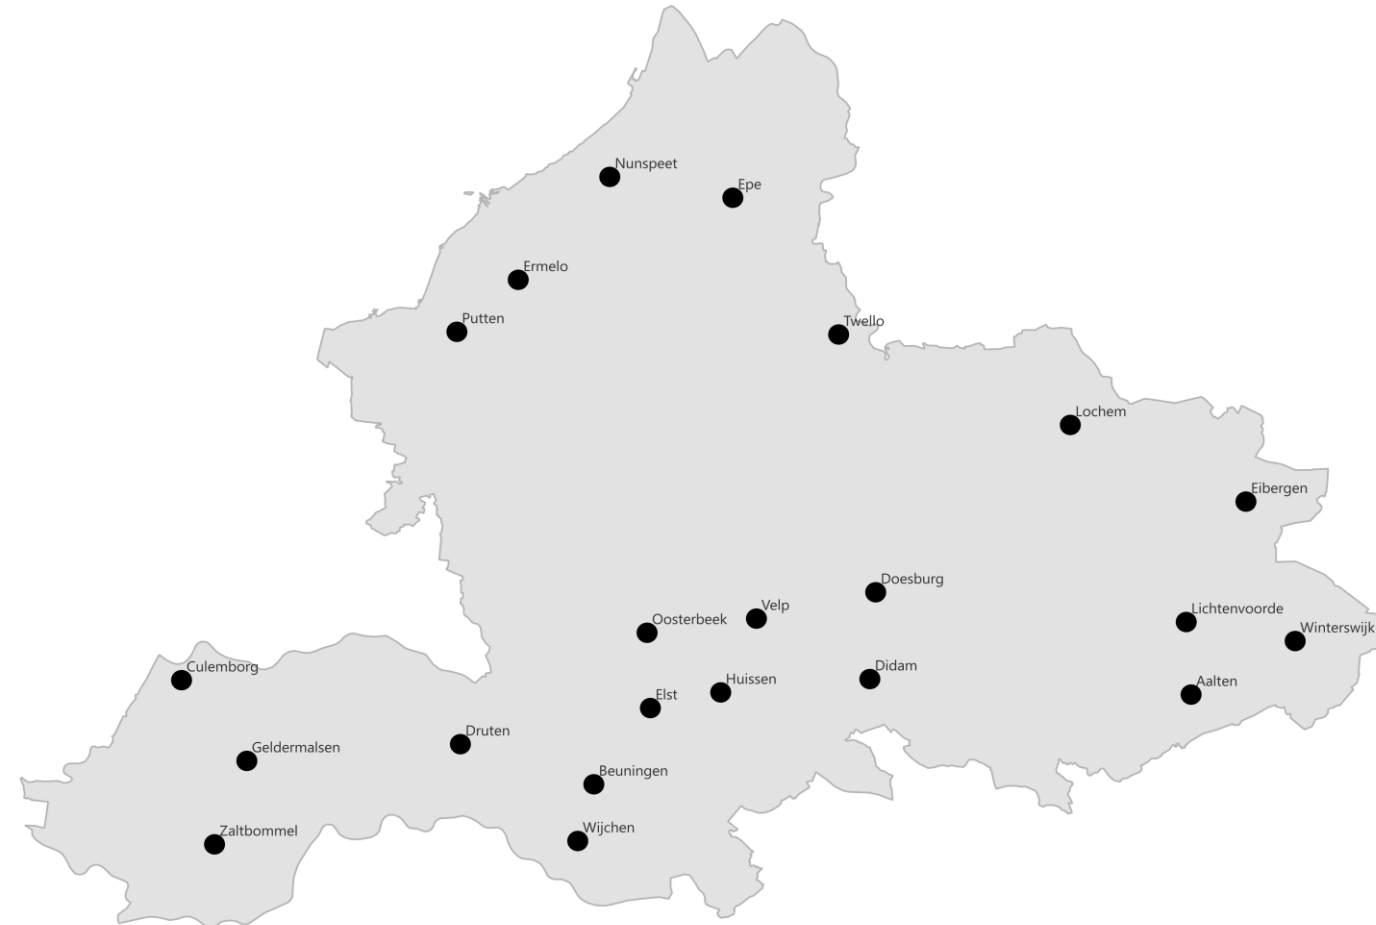 Nunspeet
Epe
Ermelo
Putten
Twello
Lochem
Eibergen
Doesburg
Velp
Lichtenvoorde
Oosterbeek
Winterswijk
Culemborg
Didam
Huissen
Aalten
Elst
Druten
Geldermalsen
Beuningen
Wijchen
Zaltbommel